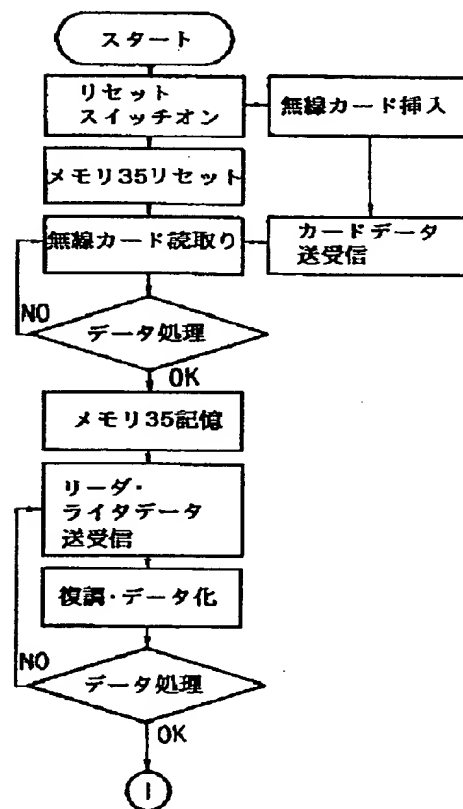 スタート
リセット
スイッチオン
無線カード挿入
メモリ35リセット
無線カード読取り
カードデータ
送受信
NO
データ処理
OK
メモリ35記憶
リーダ・
ライタデータ
送受信
復調・データ化
NO
データ処理
OK
1